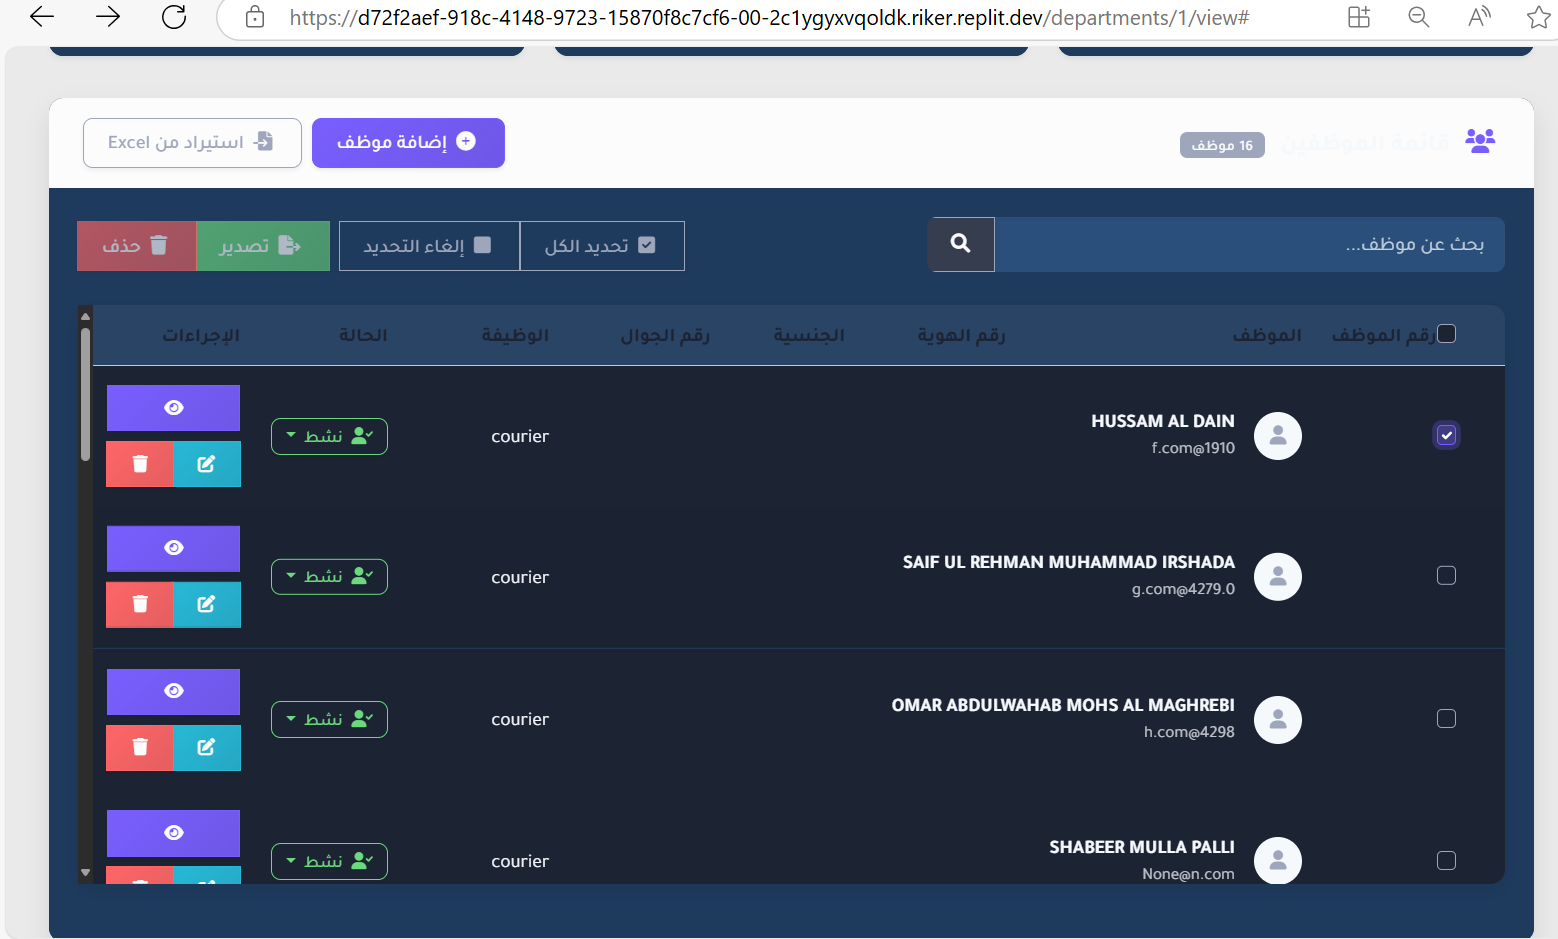 https://d72f2aef-918c-4148-9723-15870f8c7cf6-00-2c1ygyxvqoldk.riker.replit.dev/departments/1/view#
قائمة الموظفين 16 موظف
إضافة موظف
استيراد من Excel
بحث عن موظف...
تحديد الكل
إلغاء التحديد
تصدير
حذف
رقم الموظف الموظف رقم الهوية الجنسية رقم الجوال الوظيفة الحالة الإجراءات
HUSSAM AL DAIN
f.com@1910
courier
نشط
SAIF UL REHMAN MUHAMMAD IRSHADA
g.com@4279.0
courier
نشط
OMAR ABDULWAHAB MOHS AL MAGHREBI
h.com@4298
courier
نشط
SHABEER MULLA PALLI
None@n.com
courier
نشط